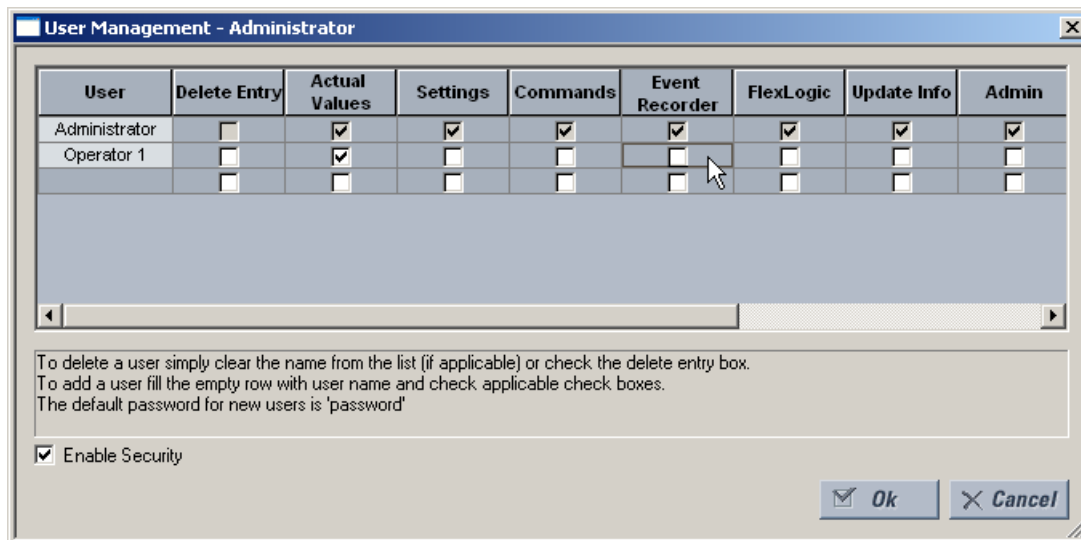 User Management - Administrator
User Delete Entry Actual Values Settings Commands Event Recorder FlexLogic Update Info Admin
Administrator
Operator 1
To delete a user simply clear the name from the list (if applicable) or check the delete entry box.
To add a user fill the empty row with user name and check applicable check boxes.
The default password for new users is 'password'
Enable Security
Ok Cancel